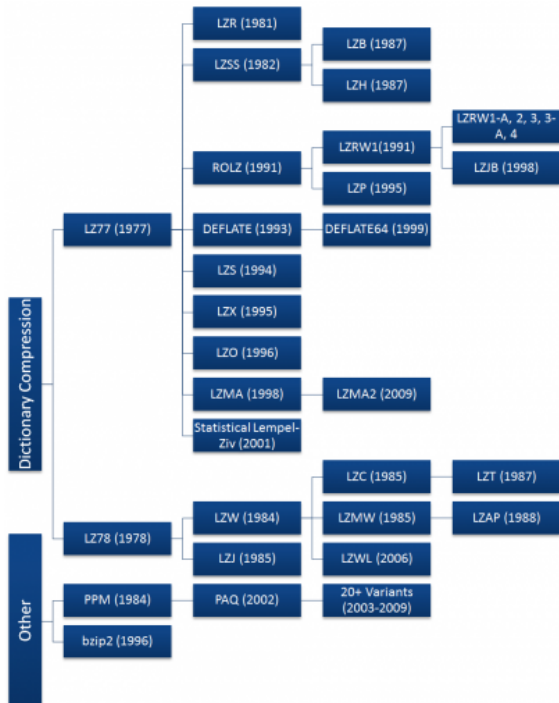 LZR (1981)
LZB (1987)
LZSS (1982)
LZH (1987)
LZRW1-A, 2, 3, 3-
A, 4
LZRW1(1991)
ROLZ (1991)
LZJB (1998)
LZP (1995)
LZ77 (1977)
DEFLATE (1993)
DEFLATE64 (1999)
LZS (1994)
LZX (1995)
LZO (1996)
Dictionary Compression
LZMA (1998)
LZMA2 (2009)
Statistical Lempel-
Ziv (2001)
LZC (1985)
LZT (1987)
LZ78 (1978)
LZW (1984)
LZMW (1985)
LZAP (1988)
LZJ (1985)
LZWL (2006)
Other
PPM (1984)
PAQ (2002)
20+ Variants
(2003-2009)
bzip2 (1996)